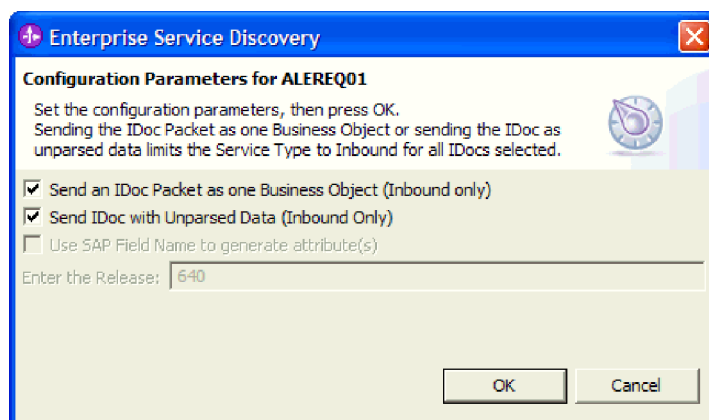 Enterprise Service Discovery
Configuration Parameters for ALEREQ01
Set the configuration parameters, then press OK.
Sending the IDoc Packet as one Business Object or sending the IDoc as
unparsed data limits the Service Type to Inbound for all IDocs selected.
Send an IDoc Packet as one Business Object (Inbound only)
Send IDoc with Unparsed Data (Inbound Only)
Use SAP Field Name to generate attribute(s)
Enter the Release: 640
OK Cancel